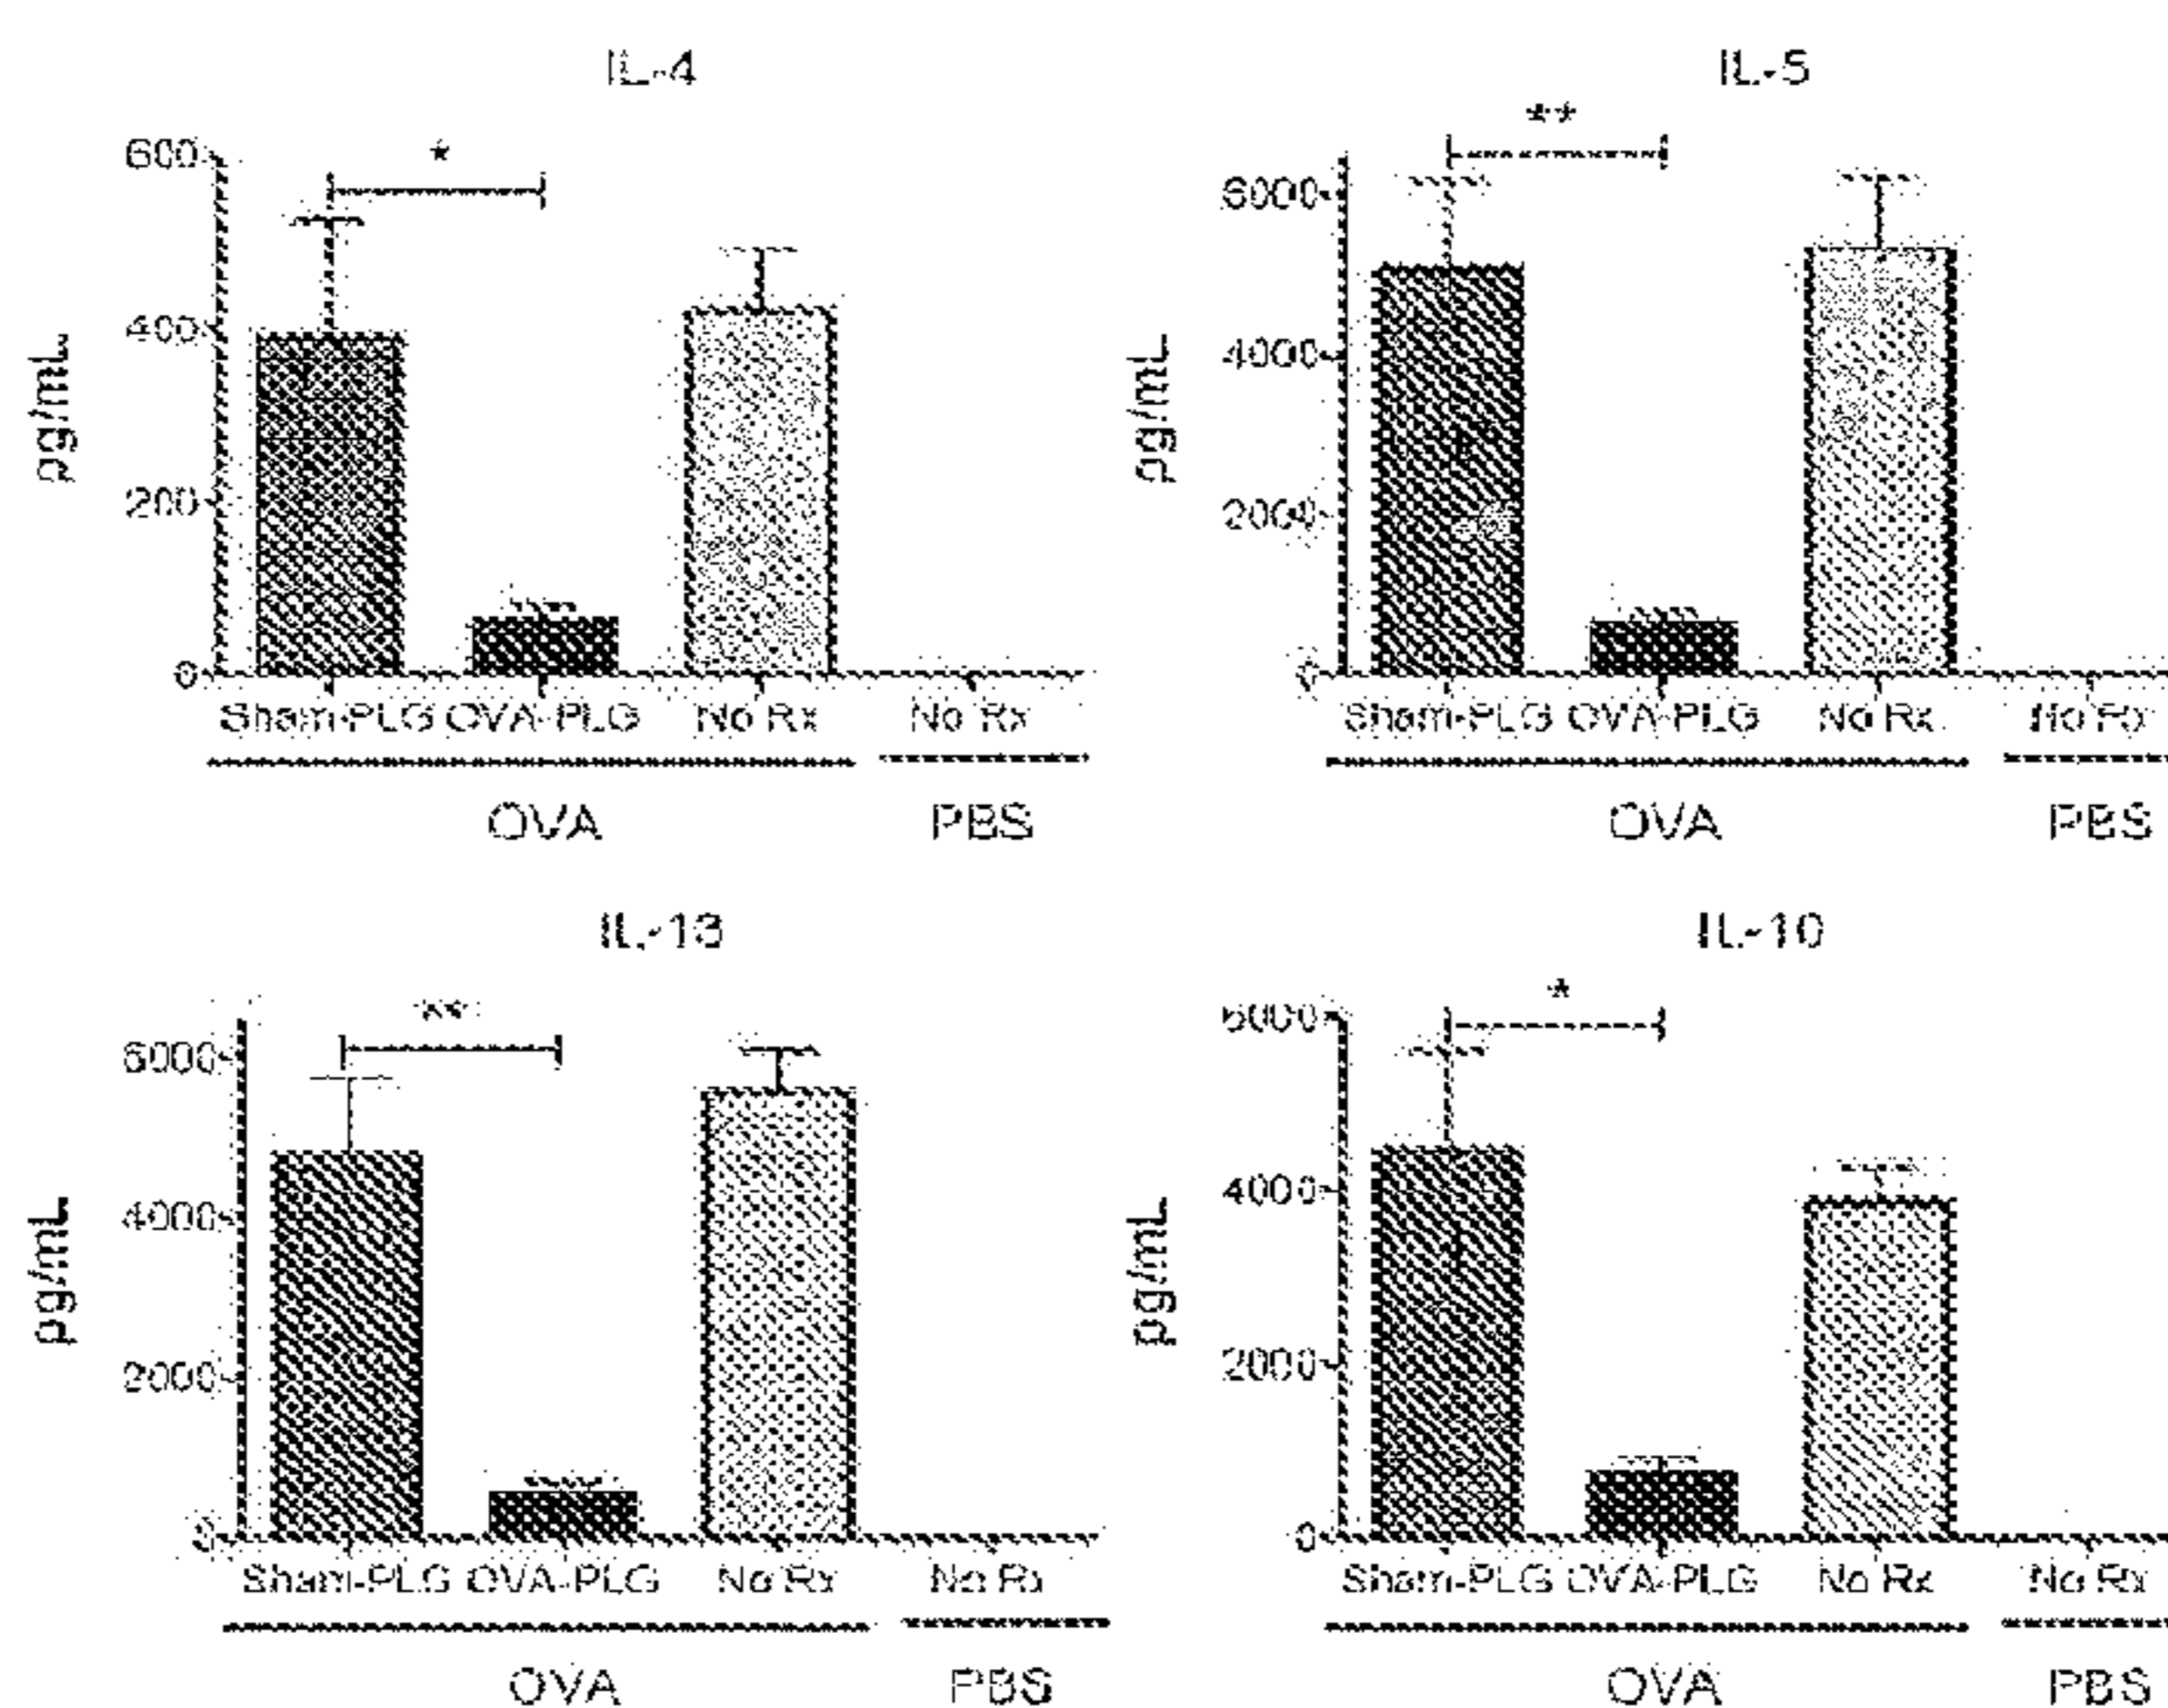 IL-4
*
600
400
200
0
pg/mL
Sham-PLG OVA-PLG No Rx No Rx
OVA PBS
IL-5
**
6000
4000
2000
0
pg/mL
Sham-PLG OVA-PLG No Rx No Rx
OVA PBS
IL-13
**
6000
4000
2000
0
pg/mL
Sham-PLG OVA-PLG No Rx No Rx
OVA PBS
IL-10
*
6000
4000
2000
0
pg/mL
Sham-PLG OVA-PLG No Rx No Rx
OVA PBS